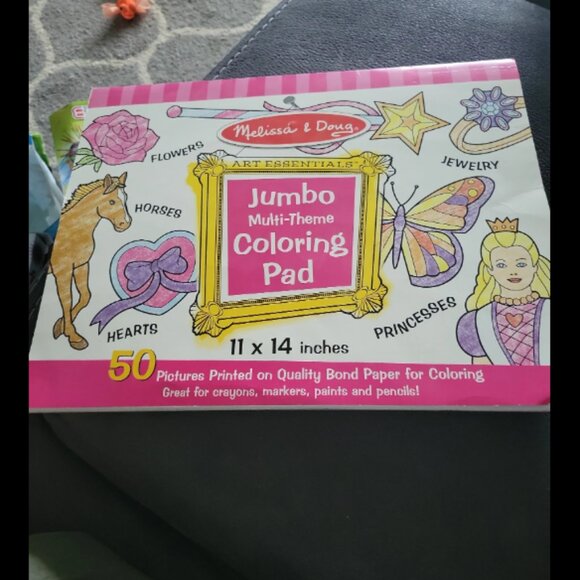 Melissa & Doug
ART ESSENTIALS
Jumbo
Multi-Theme
Coloring
Pad
FLOWERS
JEWELRY
HORSES
HEARTS
PRINCESSES
11 x 14 inches
50 Pictures Printed on Quality Bond Paper for Coloring
Great for crayons, markers, paints and pencils!